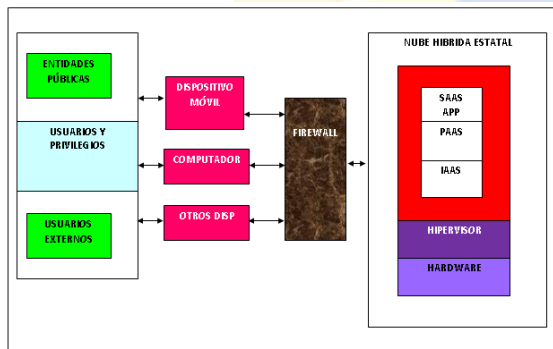 ENTIDADES
PÚBLICAS
USUARIOS Y
PRIVILEGIOS
USUARIOS
EXTERNOS
DISPOSITIVO
MÓVIL
COMPUTADOR
OTROS DISP
FIREWALL
NUBE HIBRIDA ESTATAL
SAAS
APP
PAAS
IAAS
HIPERVISOR
HARDWARE